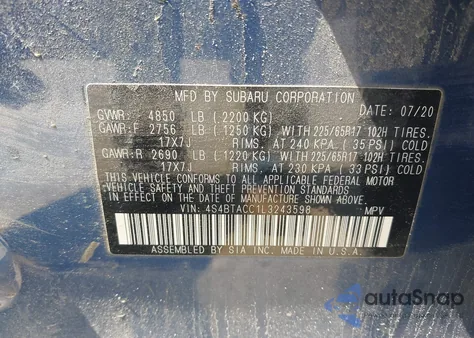 MFD BY SUBARU CORPORATION DATE: 07/20
GVWR: 4850 LB (2200 KG)
GAWR:F 2756 LB (1250 KG) WITH 225/65R17 102H TIRES.
17X7J RIMS. AT 240 KPA. (35 PSI) COLD
GAWR:R 2690 LB (1220 KG) WITH 225/65R17 102H TIRES.
17X7J RIMS. AT 230 KPA. (33 PSI) COLD
THIS VEHICLE CONFORMS TO ALL APPLICABLE FEDERAL MOTOR
VEHICLE SAFETY, BUMPER, AND THEFT PREVENTION STANDARDS
IN EFFECT ON THE DATE OF MANUFACTURE SHOWN ABOVE.
VIN: 4S4BTACC1L3243598 MPV
ASSEMBLED BY SIA INC. MADE IN U.S.A.
autaSnap